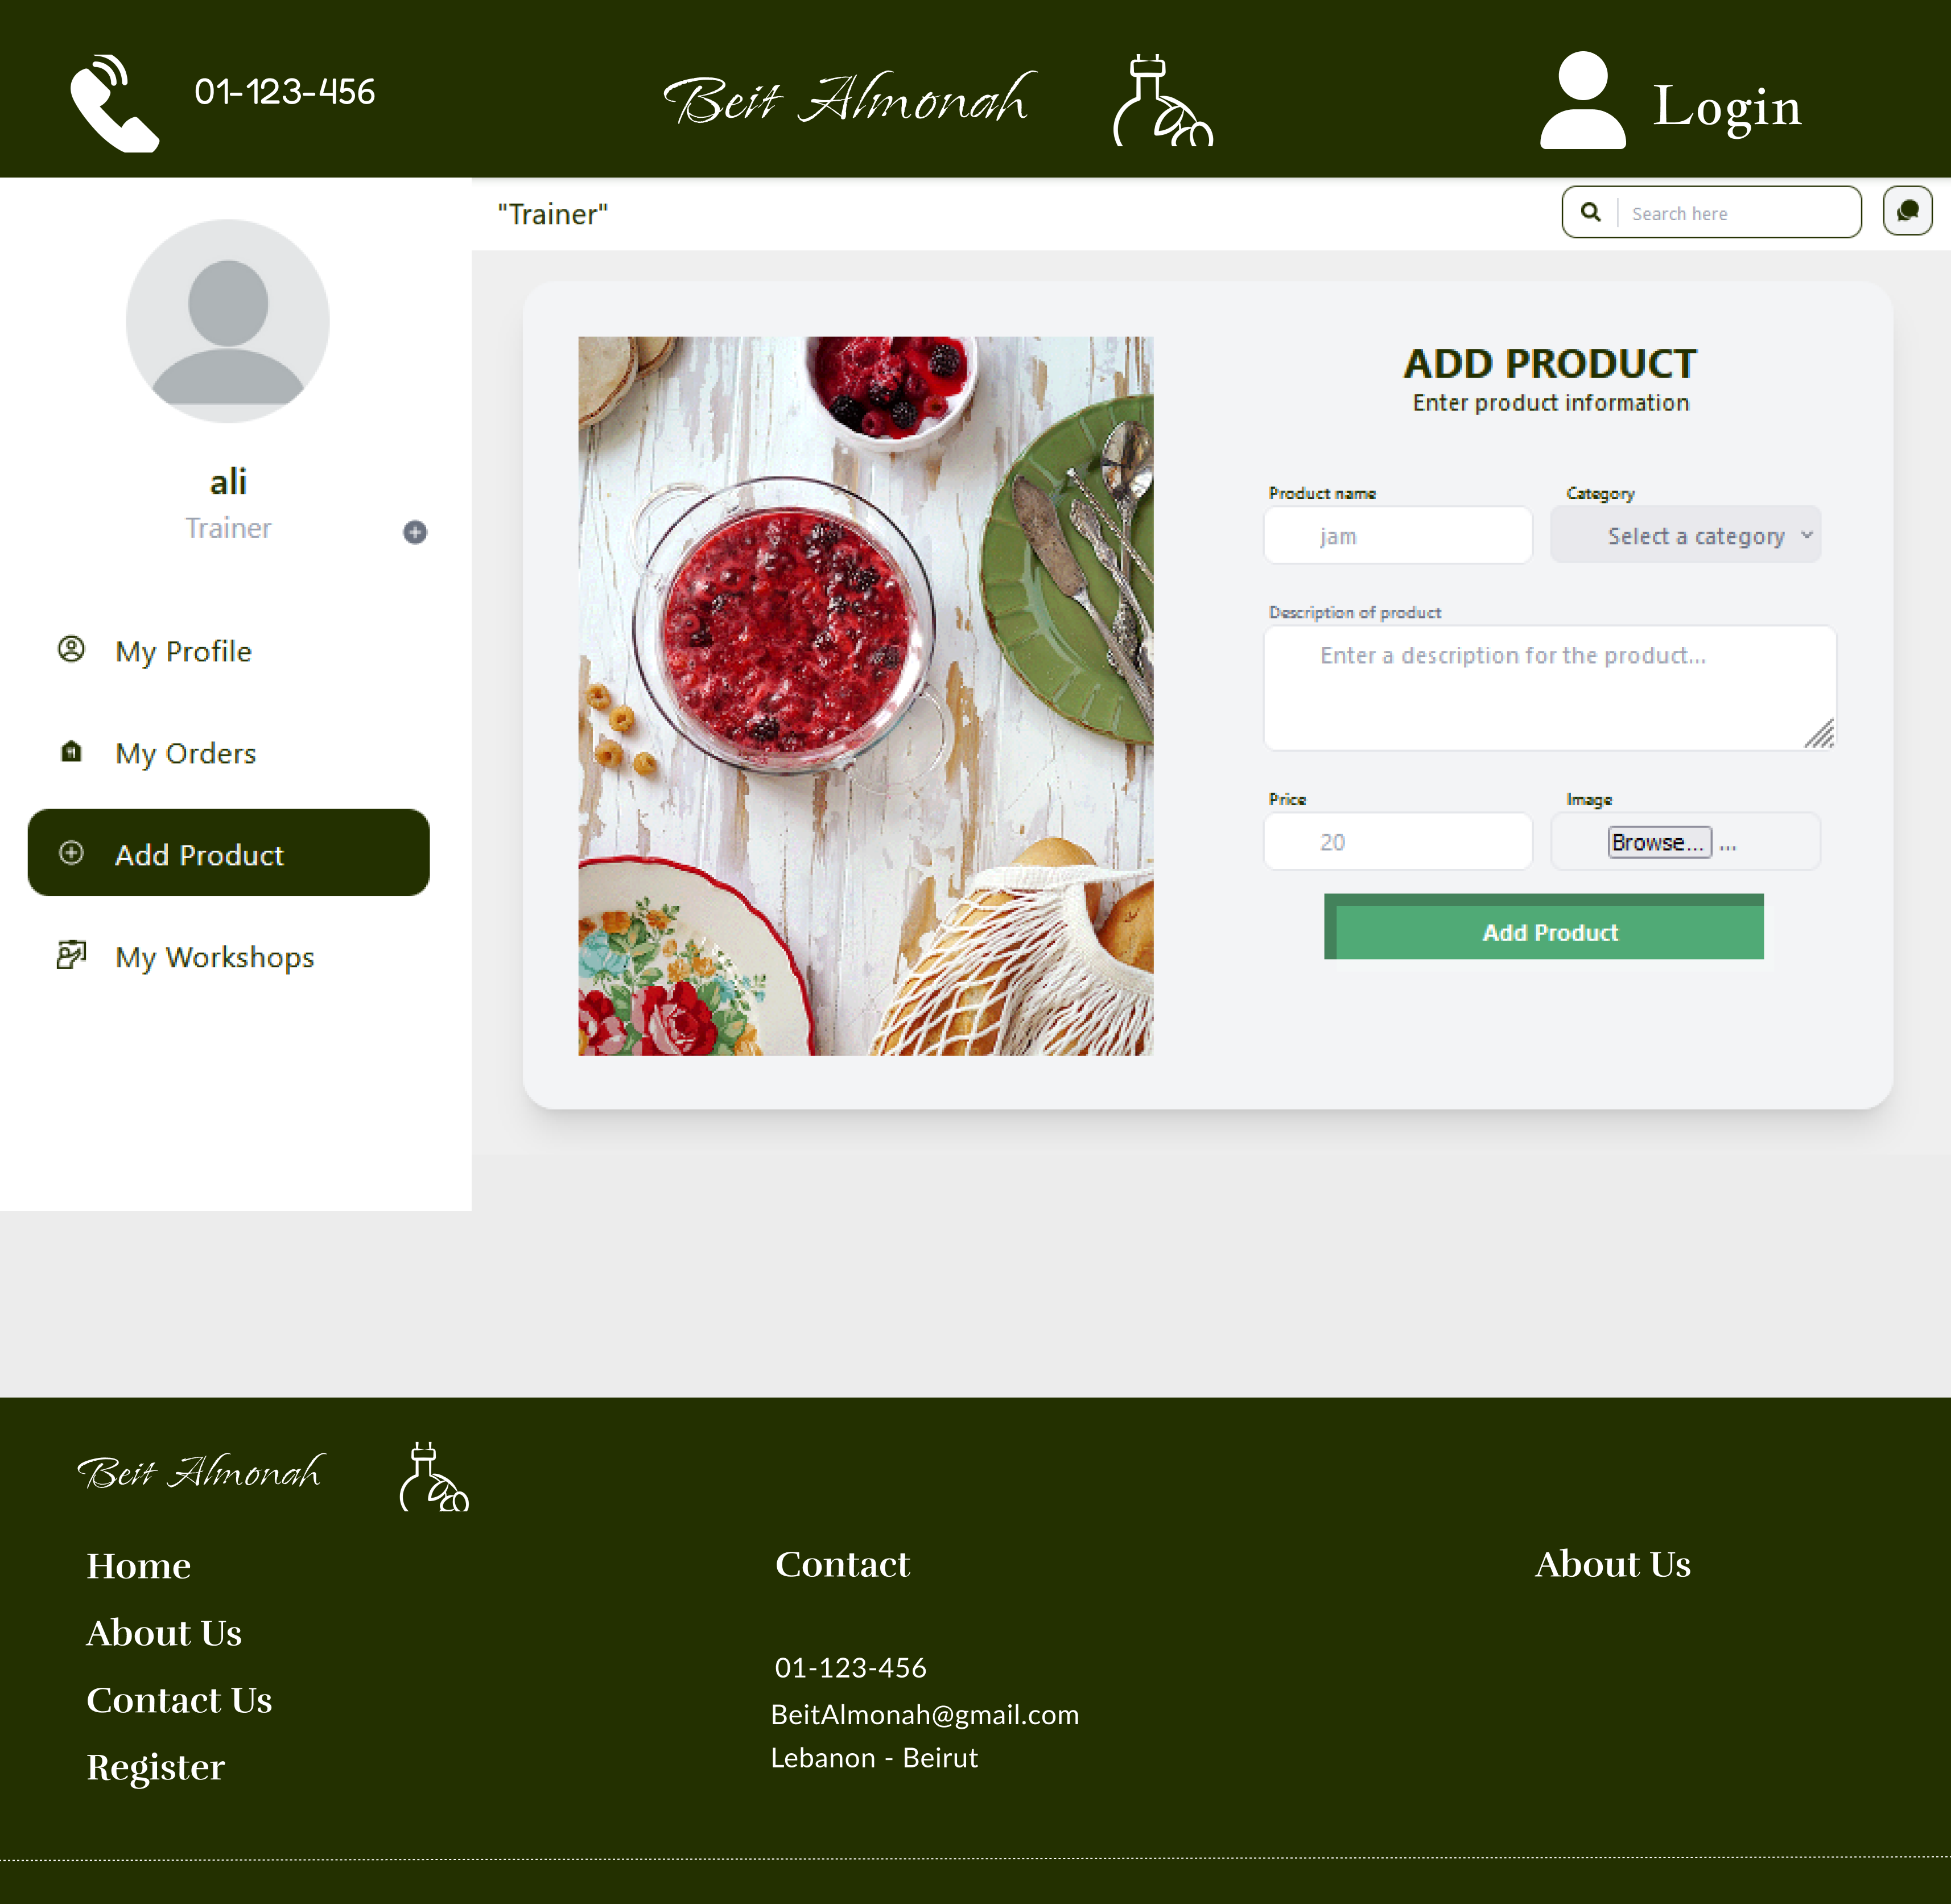 01-123-456
Beit Almonah
Login
"Trainer"
Search here
ali
Trainer
My Profile
My Orders
Add Product
My Workshops
ADD PRODUCT
Enter product information
Product name
Category
jam
Select a category
Description of product
Enter a description for the product...
Price
Image
20
Browse... ...
Add Product
Beit Almonah
Home
About Us
Contact Us
Register
Contact
01-123-456
BeitAlmonah@gmail.com
Lebanon - Beirut
About Us